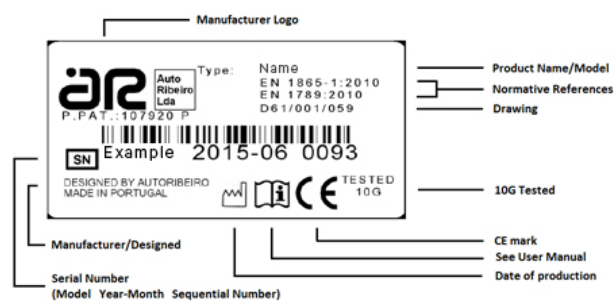 Manufacturer Logo
aR
Auto
Ribeiro
Lda
Type: Name
EN 1865-1:2010
EN 1789:2010
D61/001/059
P.PAT.:107920 P
SN Example 2015-06 0093
DESIGNED BY AUTORIBEIRO
MADE IN PORTUGAL
i
CE
TESTED
10G
Product Name/Model
Normative References
Drawing
10G Tested
CE mark
See User Manual
Date of production
Manufacturer/Designed
Serial Number
(Model Year-Month Sequential Number)